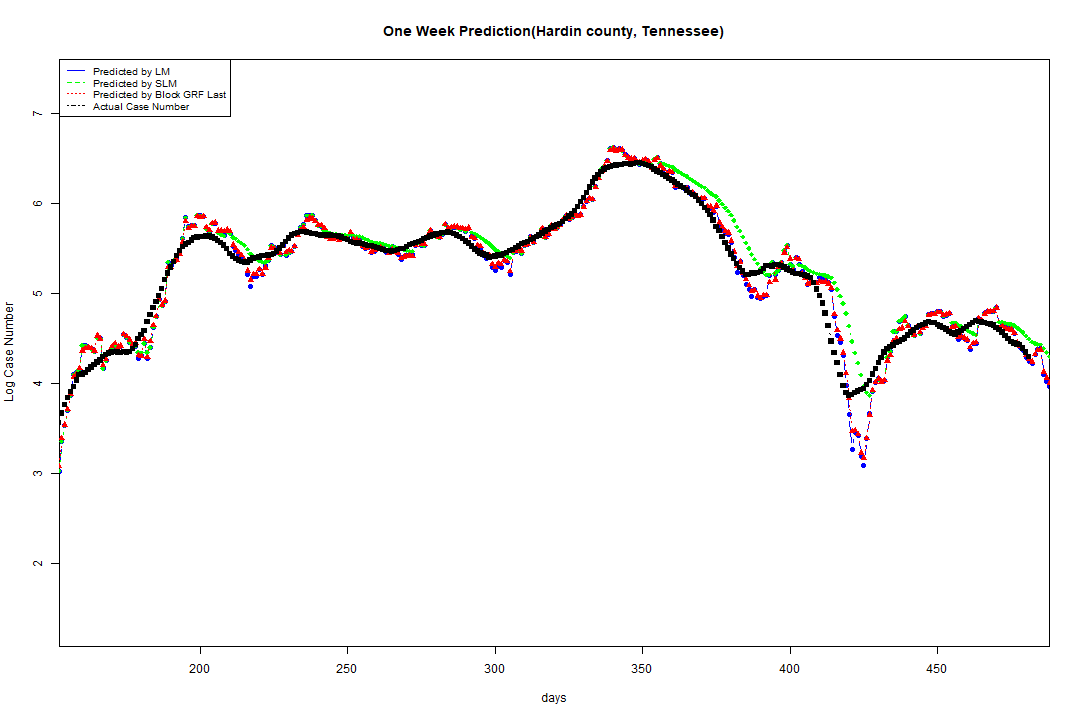 One Week Prediction(Hardin county, Tennessee)
Predicted by LM
Predicted by SLM
Predicted by Block GRF Last
Actual Case Number
7
6
5
4
3
2
Log Case Number
200 250 300 350 400 450
days